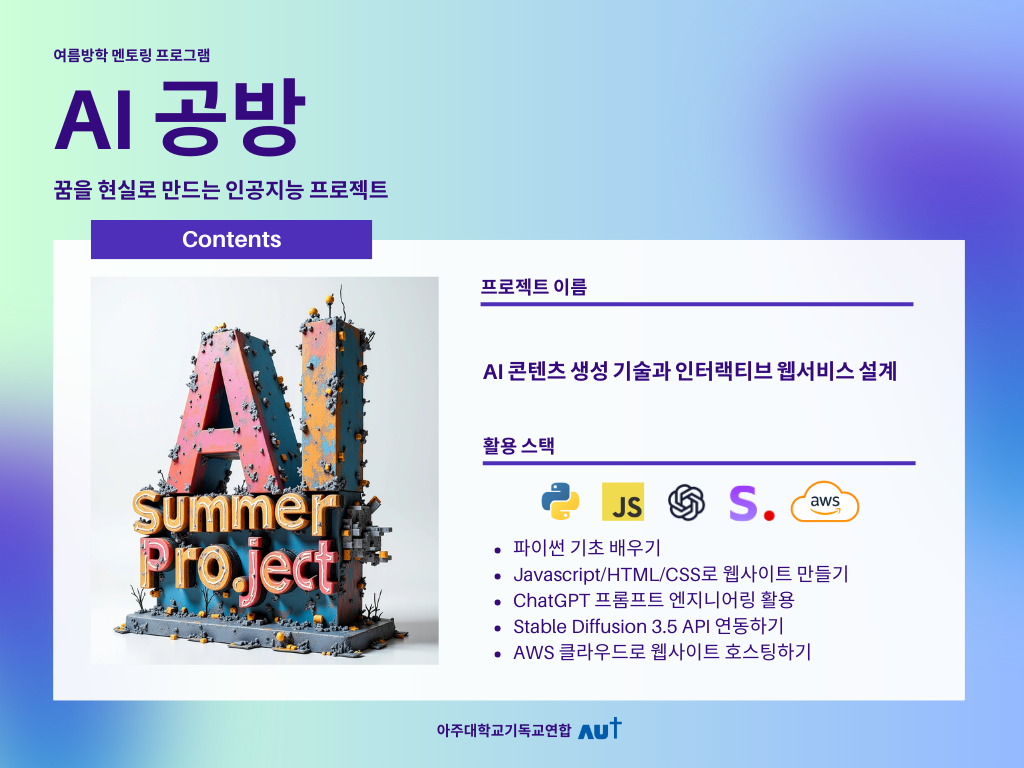 여름방학 멘토링 프로그램
AI 공방
꿈을 현실로 만드는 인공지능 프로젝트
Contents
AI
Summer
Pro.ject
프로젝트 이름
AI 콘텐츠 생성 기술과 인터랙티브 웹서비스 설계
활용 스택
JS
S.
aws
• 파이썬 기초 배우기
• Javascript/HTML/CSS로 웹사이트 만들기
• ChatGPT 프롬프트 엔지니어링 활용
• Stable Diffusion 3.5 API 연동하기
• AWS 클라우드로 웹사이트 호스팅하기
아주대학교기독교연합 AUT